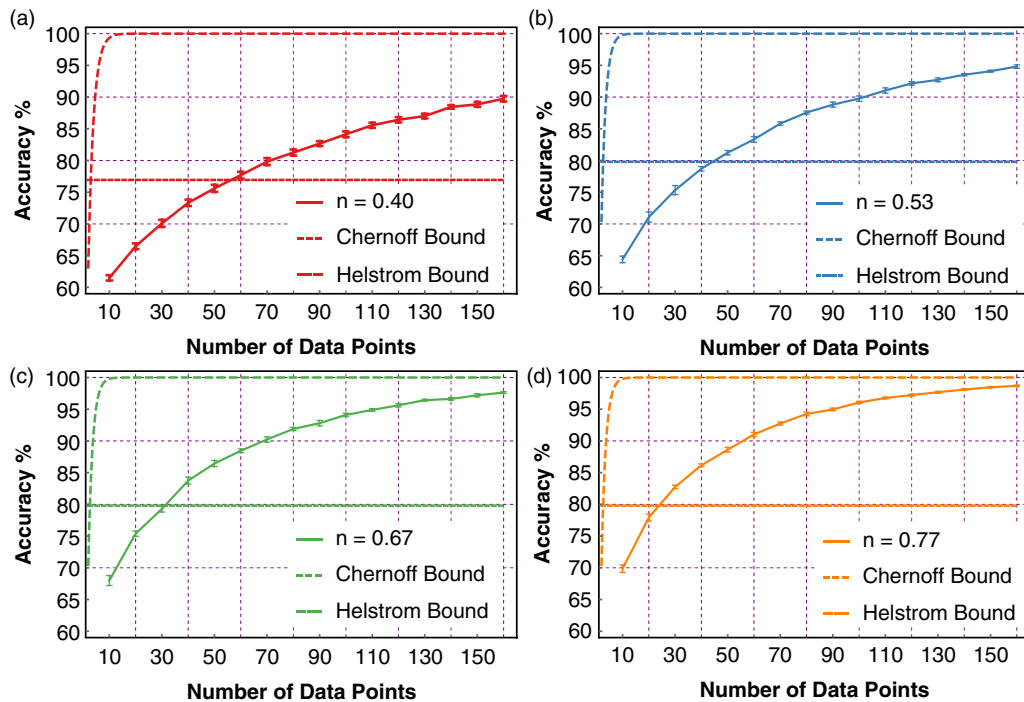 (a)
100
95
90
85
80
75
70
65
60
Accuracy %
n = 0.40
Chernoff Bound
Helstrom Bound
10 30 50 70 90 110 130 150
Number of Data Points
(b)
100
95
90
85
80
75
70
65
60
Accuracy %
n = 0.53
Chernoff Bound
Helstrom Bound
10 30 50 70 90 110 130 150
Number of Data Points
(c)
100
95
90
85
80
75
70
65
60
Accuracy %
n = 0.67
Chernoff Bound
Helstrom Bound
10 30 50 70 90 110 130 150
Number of Data Points
(d)
100
95
90
85
80
75
70
65
60
Accuracy %
n = 0.77
Chernoff Bound
Helstrom Bound
10 30 50 70 90 110 130 150
Number of Data Points